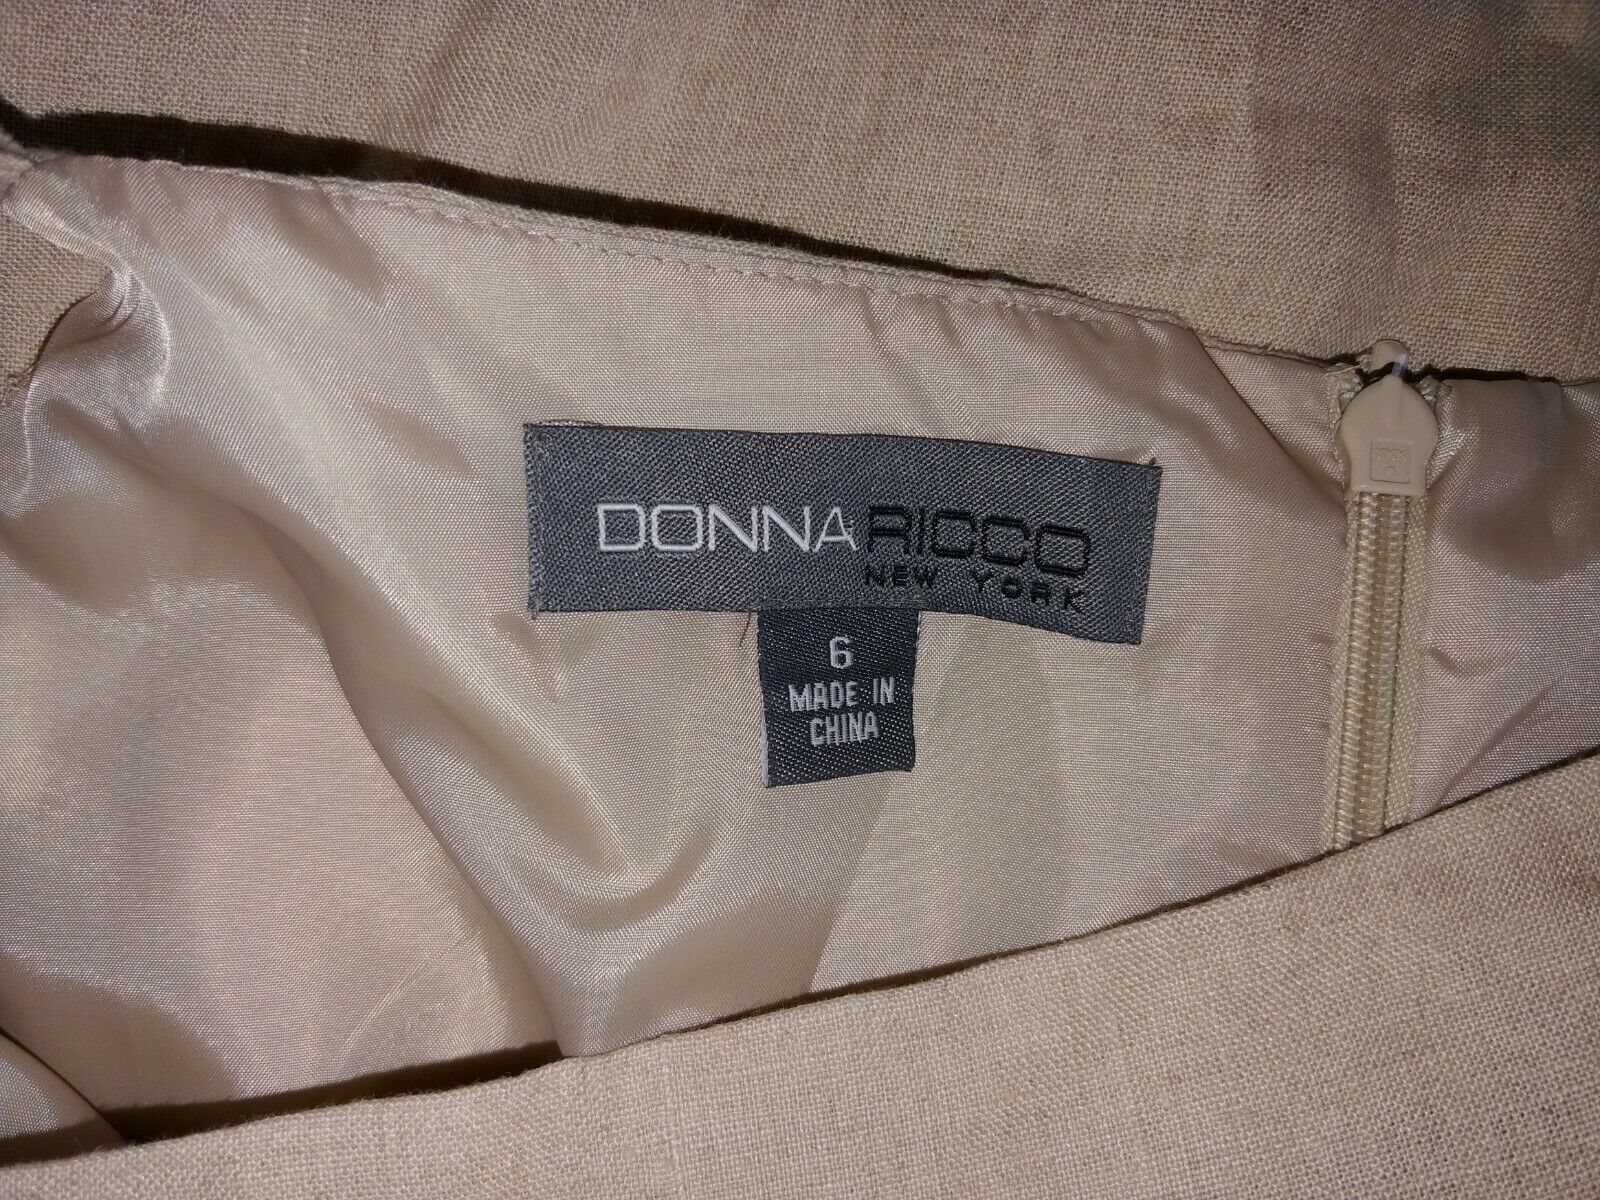 DONNA RICCO
NEW YORK
6
MADE IN
CHINA